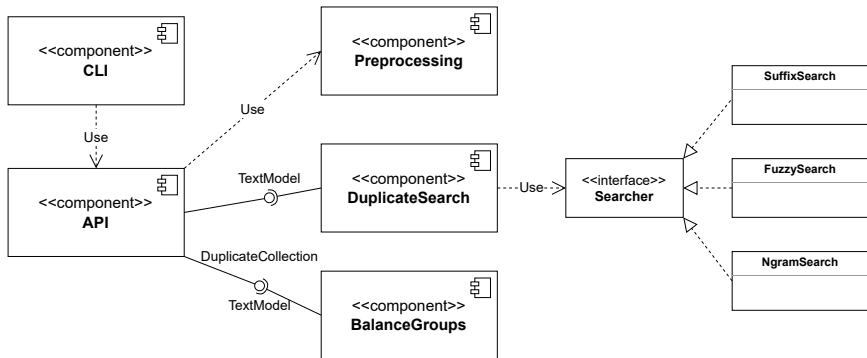 <<component>>
CLI
Use
<<component>>
API
<<component>>
Preprocessing
Use
TextModel
<<component>>
DuplicateSearch
DuplicateCollection
TextModel
<<component>>
BalanceGroups
Use
<<interface>>
Searcher
SuffixSearch
FuzzySearch
NgramSearch